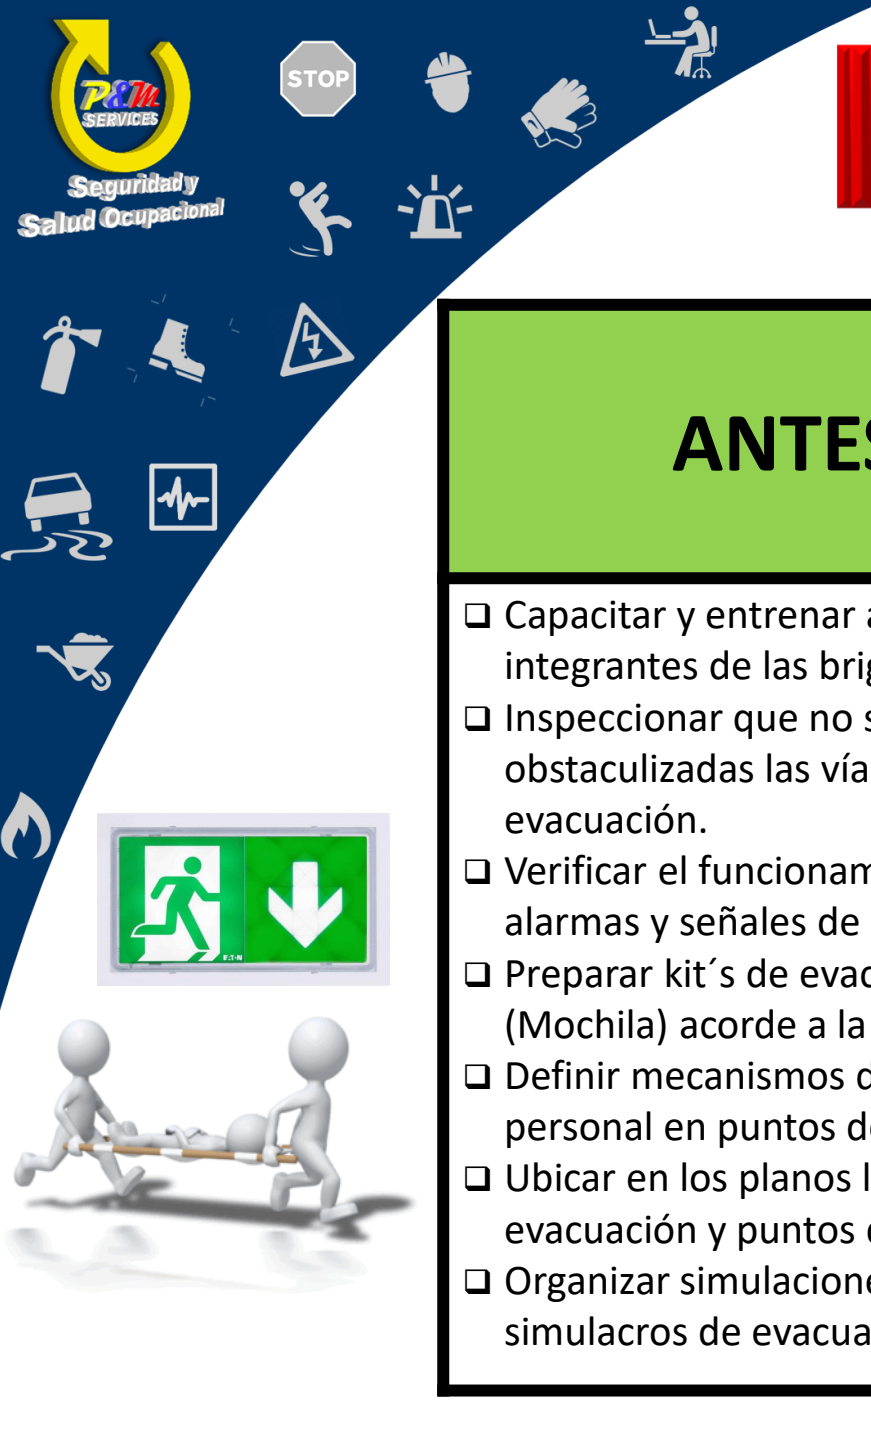 P&M
SERVICES
Seguridad y
Salud Ocupacional
STOP
ANTES
❑ Capacitar y entrenar a
integrantes de las brig
❑ Inspeccionar que no s
obstaculizadas las vía
evacuación.
❑ Verificar el funcionam
alarmas y señales de
❑ Preparar kit´s de evac
(Mochila) acorde a la
❑ Definir mecanismos d
personal en puntos de
❑ Ubicar en los planos l
evacuación y puntos d
❑ Organizar simulacione
simulacros de evacua
EATON